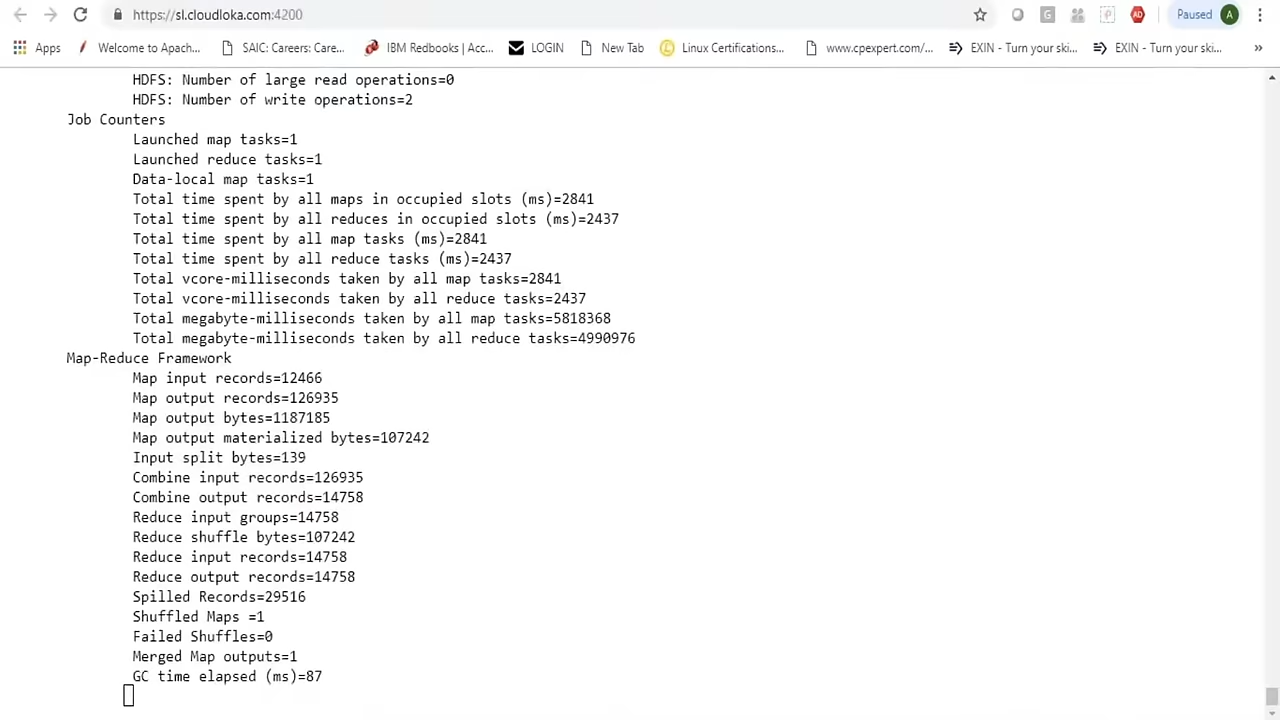 https://sl.cloudloka.com:4200
Paused A
Apps Welcome to Apach... SAIC: Careers: Care... IBM Redbooks | Acc... LOGIN New Tab Linux Certifications... www.cpexpert.com/... EXIN - Turn your ski... EXIN - Turn your ski... »
HDFS: Number of large read operations=0
HDFS: Number of write operations=2
Job Counters
Launched map tasks=1
Launched reduce tasks=1
Data-local map tasks=1
Total time spent by all maps in occupied slots (ms)=2841
Total time spent by all reduces in occupied slots (ms)=2437
Total time spent by all map tasks (ms)=2841
Total time spent by all reduce tasks (ms)=2437
Total vcore-milliseconds taken by all map tasks=2841
Total vcore-milliseconds taken by all reduce tasks=2437
Total megabyte-milliseconds taken by all map tasks=5818368
Total megabyte-milliseconds taken by all reduce tasks=4990976
Map-Reduce Framework
Map input records=12466
Map output records=126935
Map output bytes=1187185
Map output materialized bytes=107242
Input split bytes=139
Combine input records=126935
Combine output records=14758
Reduce input groups=14758
Reduce shuffle bytes=107242
Reduce input records=14758
Reduce output records=14758
Spilled Records=29516
Shuffled Maps =1
Failed Shuffles=0
Merged Map outputs=1
GC time elapsed (ms)=87